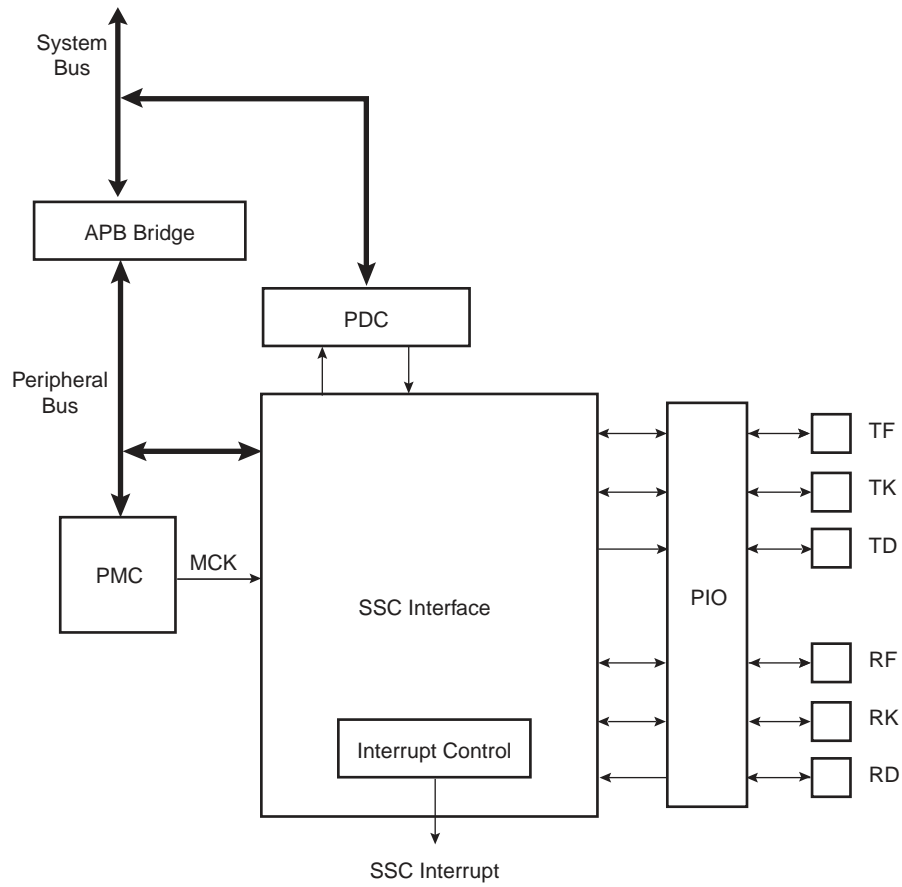 System
Bus
APB Bridge
PDC
Peripheral
Bus
PMC
MCK
SSC Interface
Interrupt Control
SSC Interrupt
PIO
TF
TK
TD
RF
RK
RD